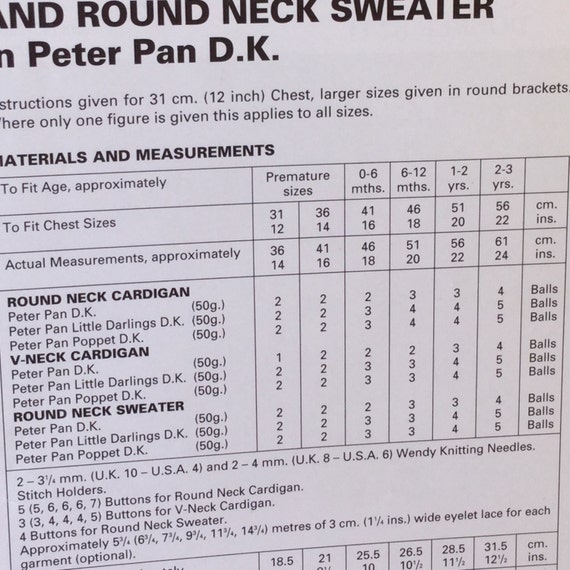 AND ROUND NECK SWEATER
n Peter Pan D.K.
structions given for 31 cm. (12 inch) Chest, larger sizes given in round brackets.
here only one figure is given this applies to all sizes.
MATERIALS AND MEASUREMENTS
To Fit Age, approximately Premature sizes 0-6 mths. 6-12 mths. 1-2 yrs. 2-3 yrs.
To Fit Chest Sizes 31 36 41 46 51 56 cm.
12 14 16 18 20 22 ins.
Actual Measurements, approximately 36 41 46 51 56 61 cm.
14 16 18 20 22 24 ins.
ROUND NECK CARDIGAN
Peter Pan D.K. (50g.) 2 2 2 3 3 4 Balls
Peter Pan Little Darlings D.K. (50g.) 2 2 3 4 4 5 Balls
Peter Pan Poppet D.K. (50g.) 2 2 3 4 4 5 Balls
V-NECK CARDIGAN
Peter Pan D.K. (50g.) 1 2 2 2 3 4 Balls
Peter Pan Little Darlings D.K. (50g.) 2 2 3 3 4 5 Balls
Peter Pan Poppet D.K. (50g.) 2 2 3 3 4 5 Balls
ROUND NECK SWEATER
Peter Pan D.K. (50g.) 2 2 2 3 3 4 Balls
Peter Pan Little Darlings D.K. (50g.) 2 2 3 3 4 5 Balls
Peter Pan Poppet D.K. (50g.) 2 2 3 3 4 5 Balls
2 – 3¼ mm. (U.K. 10 – U.S.A. 4) and 2 – 4 mm. (U.K. 8 – U.S.A. 6) Wendy Knitting Needles.
Stitch Holders.
5 (5, 6, 6, 6, 7) Buttons for Round Neck Cardigan.
3 (3, 4, 4, 4, 5) Buttons for V-Neck Cardigan.
4 Buttons for Round Neck Sweater.
Approximately 5¾ (6¾, 7¾, 9¾, 11¾, 14¾) metres of 3 cm. (1¼ ins.) wide eyelet lace for each
garment (optional).
18.5 21 25.5 26.5 28.5 31.5 cm.
10 10½ 11½ 12½ ins.